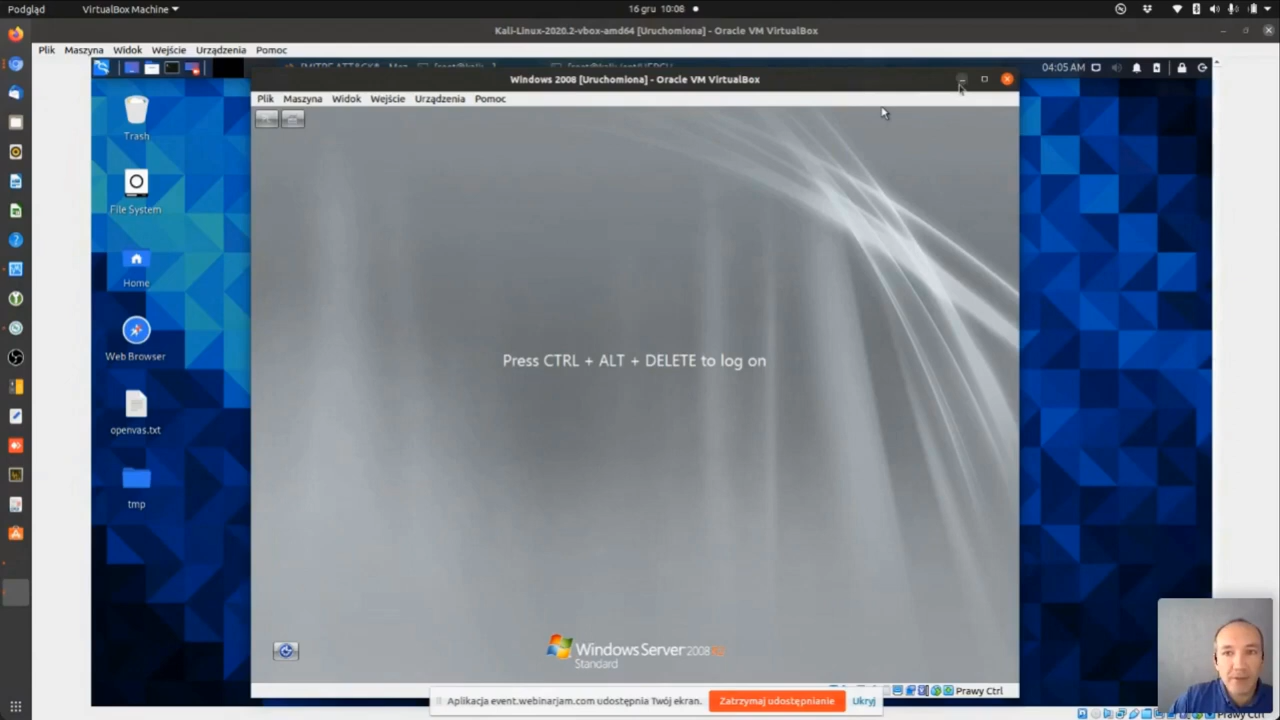 Podgląd
VirtualBox Machine
16 gru 10:08
Kali-Linux-2020.2-vbox-amd64 [Uruchomiona] - Oracle VM VirtualBox
Plik Maszyna Widok Wejście Urządzenia Pomoc
04:05 AM
Windows 2008 [Uruchomiona] - Oracle VM VirtualBox
Plik Maszyna Widok Wejście Urządzenia Pomoc
Trash
File System
Home
Web Browser
openvas.txt
tmp
Press CTRL + ALT + DELETE to log on
Windows Server 2008 R2
Standard
Prawy Ctrl
Aplikacja event.webinarjam.com udostępnia Twój ekran.
Zatrzymaj udostępnianie
Ukryj
Prawy Ctrl